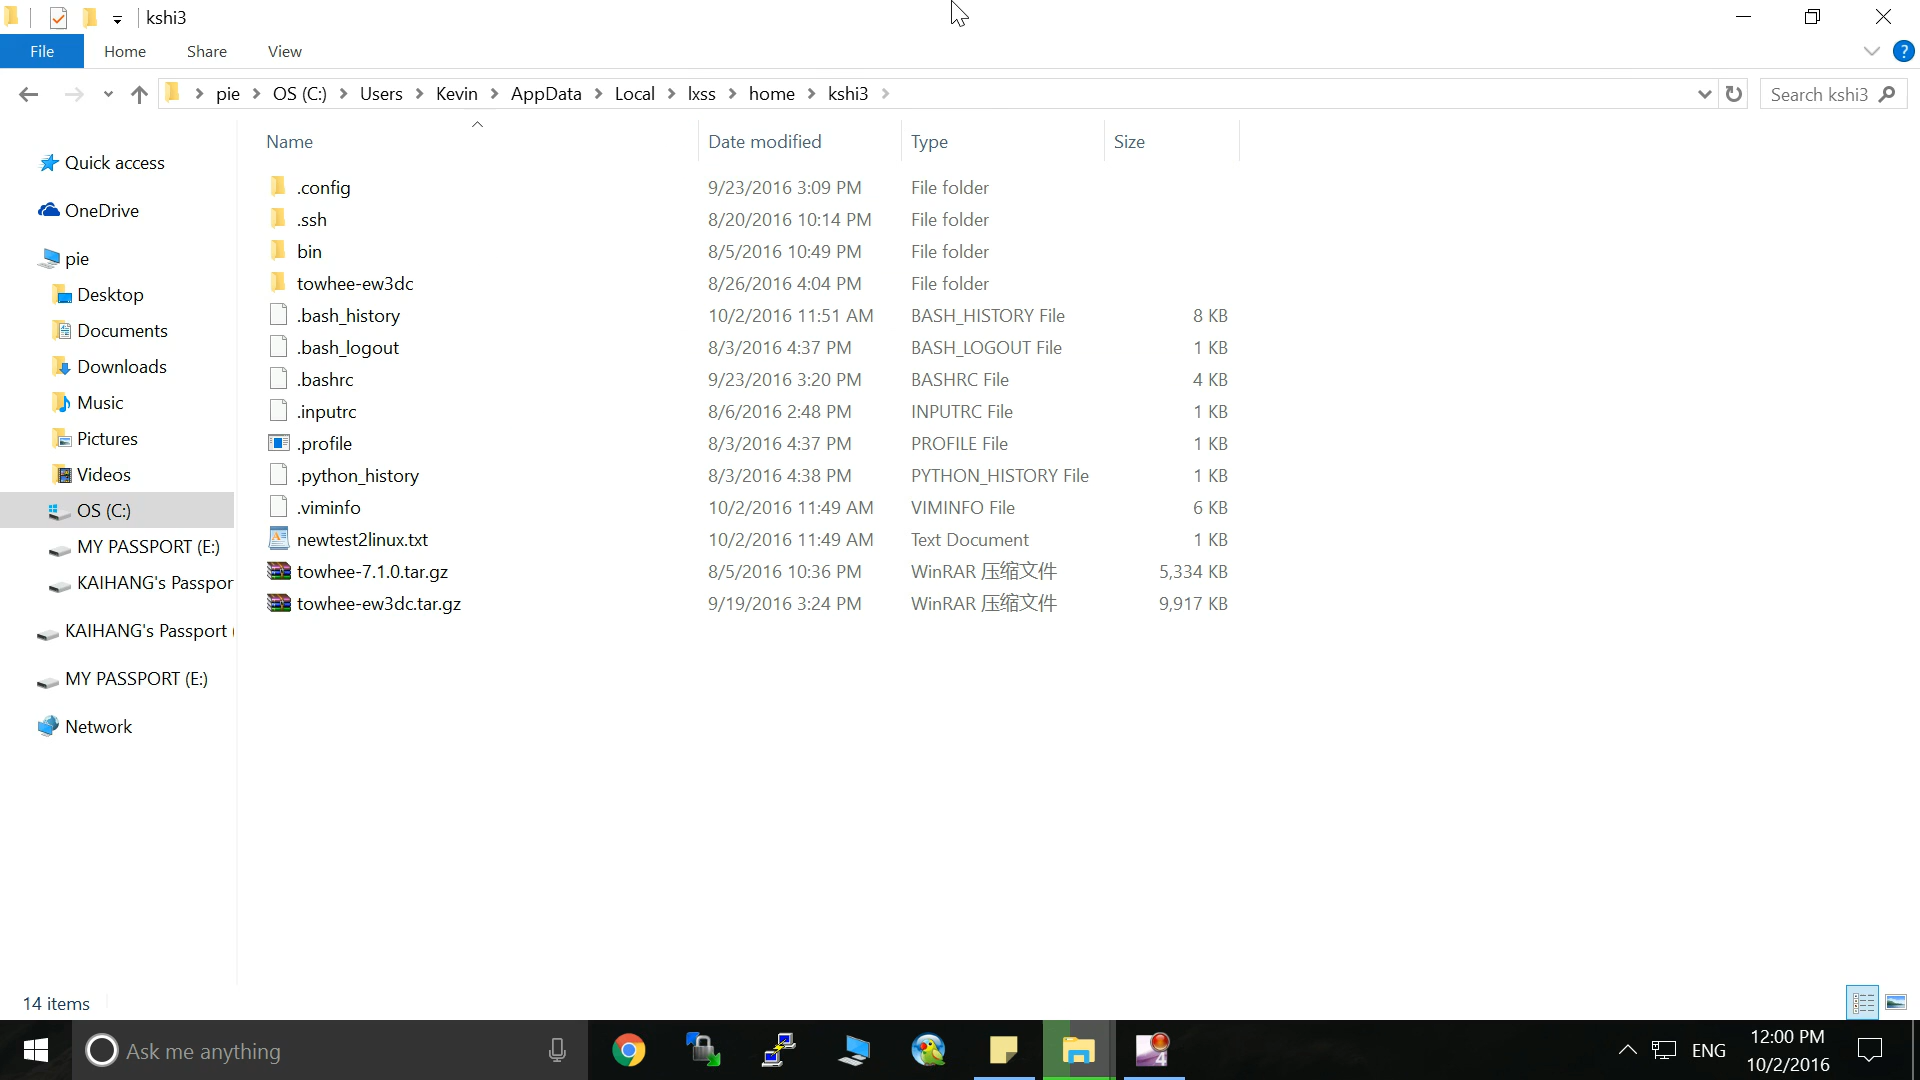 kshi3
File Home Share View
pie OS (C:) Users Kevin AppData Local lxss home kshi3 Search kshi3
Name Date modified Type Size
Quick access
OneDrive
pie
Desktop
Documents
Downloads
Music
Pictures
Videos
OS (C:)
MY PASSPORT (E:)
KAIHANG's Passpor
KAIHANG's Passport (
MY PASSPORT (E:)
Network
.config 9/23/2016 3:09 PM File folder
.ssh 8/20/2016 10:14 PM File folder
bin 8/5/2016 10:49 PM File folder
towhee-ew3dc 8/26/2016 4:04 PM File folder
.bash_history 10/2/2016 11:51 AM BASH_HISTORY File 8 KB
.bash_logout 8/3/2016 4:37 PM BASH_LOGOUT File 1 KB
.bashrc 9/23/2016 3:20 PM BASHRC File 4 KB
.inputrc 8/6/2016 2:48 PM INPUTRC File 1 KB
.profile 8/3/2016 4:37 PM PROFILE File 1 KB
.python_history 8/3/2016 4:38 PM PYTHON_HISTORY File 1 KB
.viminfo 10/2/2016 11:49 AM VIMINFO File 6 KB
newtest2linux.txt 10/2/2016 11:49 AM Text Document 1 KB
towhee-7.1.0.tar.gz 8/5/2016 10:36 PM WinRAR 压缩文件 5,334 KB
towhee-ew3dc.tar.gz 9/19/2016 3:24 PM WinRAR 压缩文件 9,917 KB
14 items
Ask me anything
ENG
12:00 PM
10/2/2016